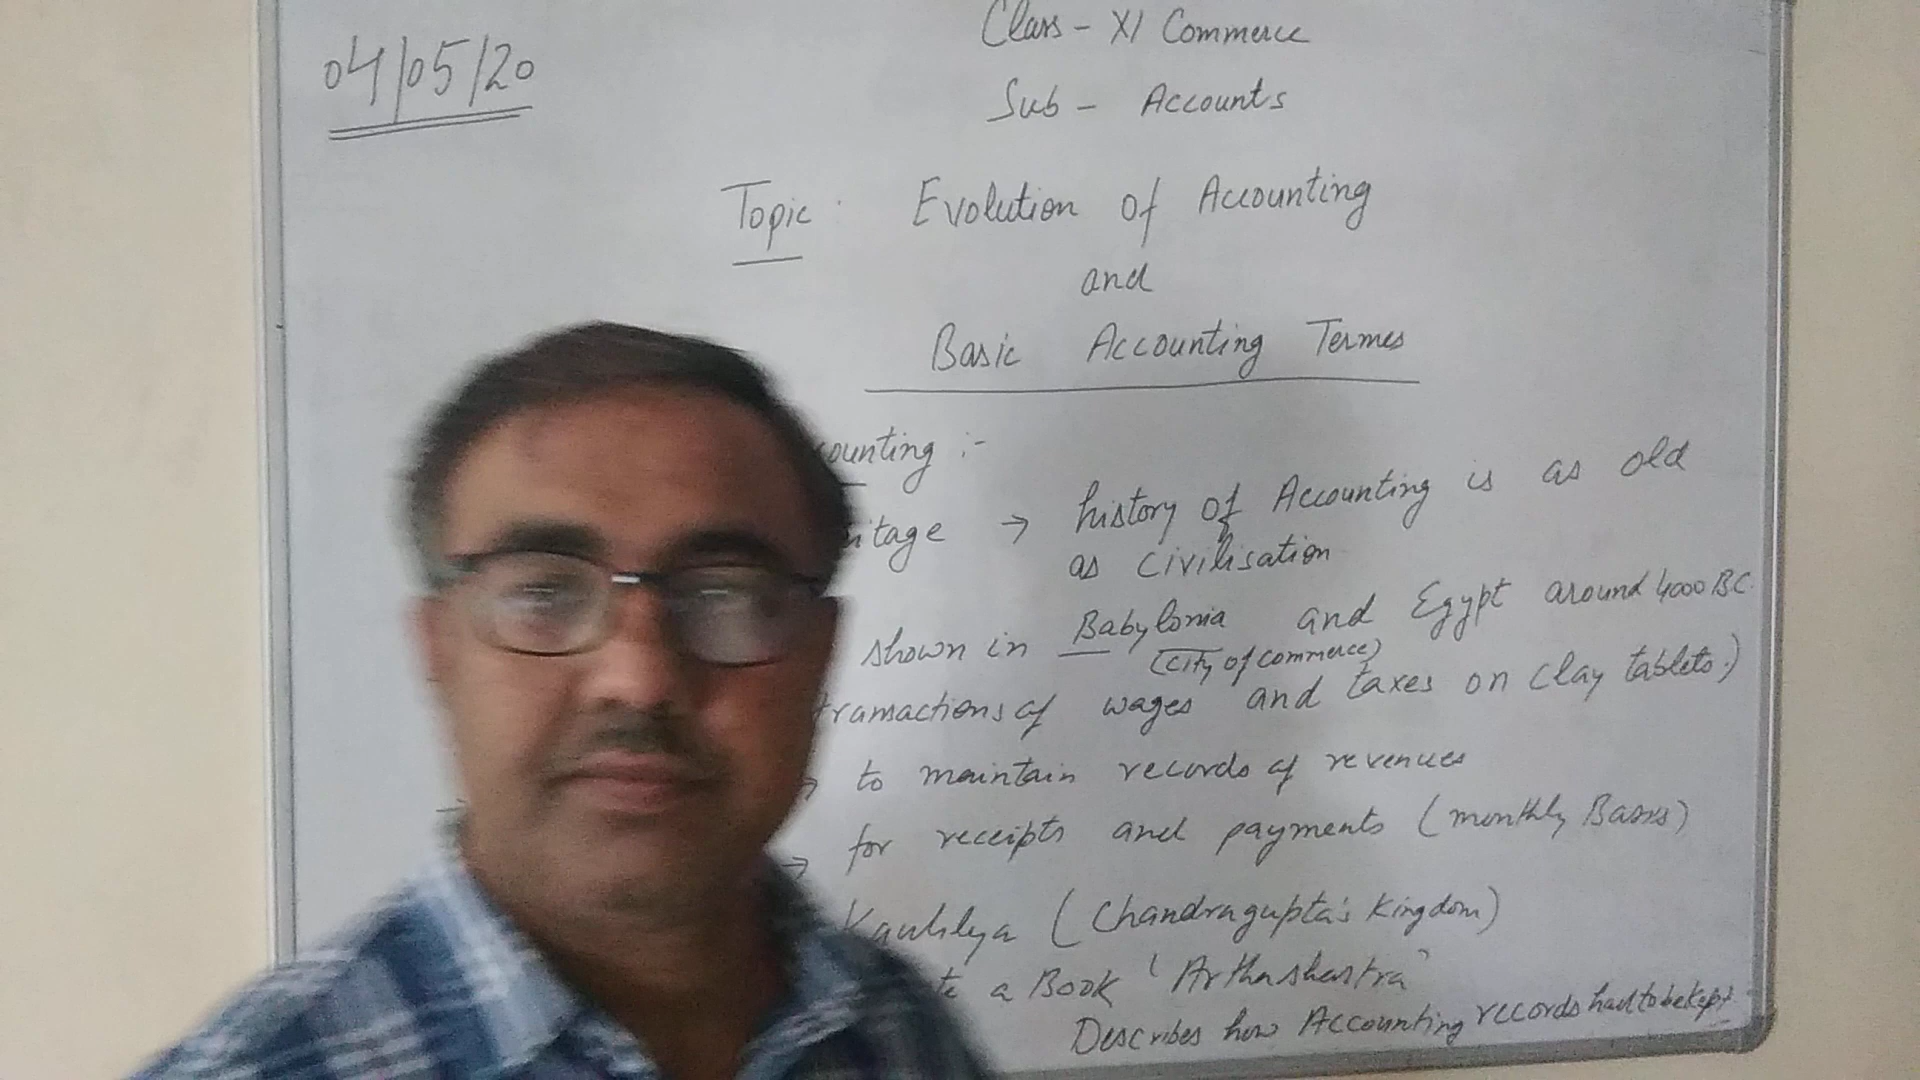 04/05/20
Class - XI Commerce
Sub - Accounts
Topic : Evolution of Accounting
and
Basic Accounting Termes
ounting :-
itage → history of Accounting is as old
as civilisation
shown in Babylonia and Egypt around 4000 BC.
(city of commerce)
transactions of wages and taxes on clay tablets.)
→ to maintain records of revenues
→ for receipts and payments (monthly Basis)
Kautilya (Chandragupta's Kingdom)
te a Book 'Arthashastra'
Describes how Accounting records had to be kept